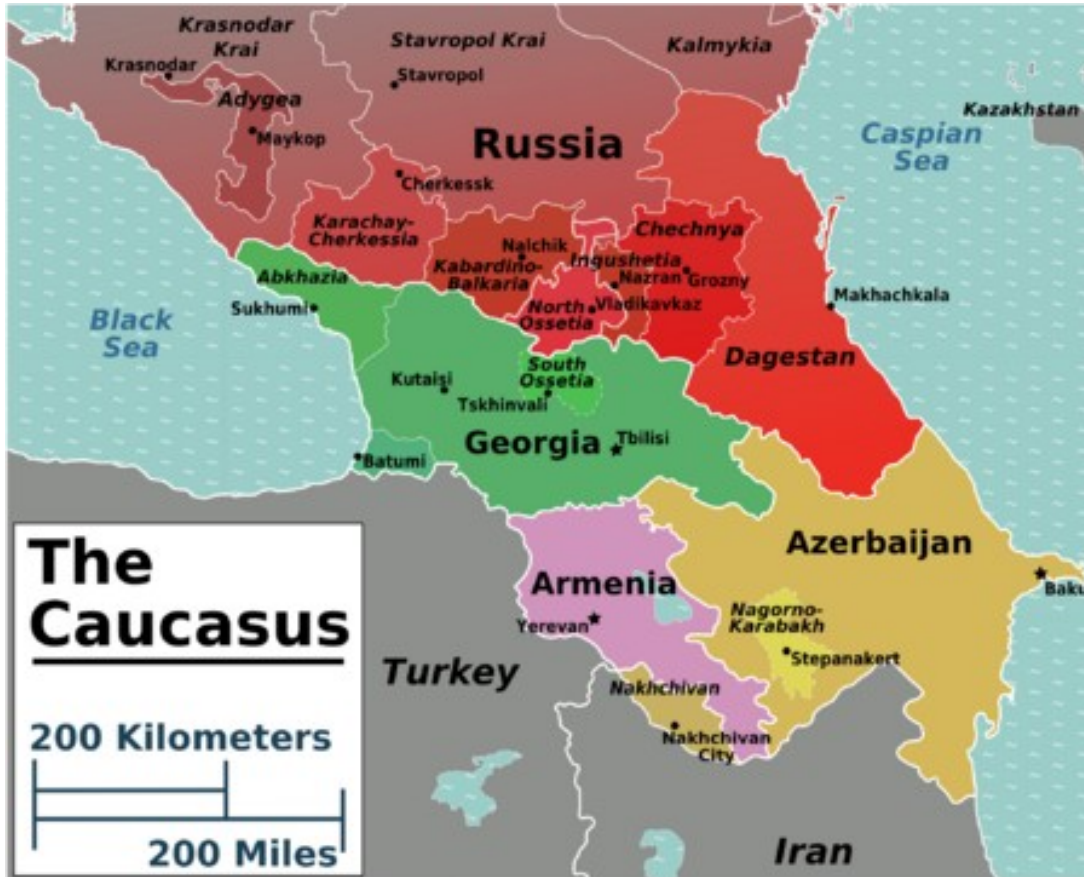 Krasnodar
Krai
Stavropol Krai
Kalmykia
Krasnodar
Stavropol
Adygea
Kazakhstan
Maykop
Russia
Caspian
Sea
Cherkessk
Karachay-
Cherkessia
Chechnya
Nalchik
Ingushetia
Abkhazia
Kabardino-
Balkaria
Nazran
Grozny
Sukhumi
North
Ossetia
Vladikavkaz
Makhachkala
Black
Sea
Dagestan
South
Ossetia
Kutaisi
Tskhinvali
Georgia
Tbilisi
Batumi
The
Caucasus
Azerbaijan
Armenia
Baku
Nagorno-
Karabakh
Yerevan
Stepanakert
Turkey
Nakhchivan
Nakhchivan
City
200 Kilometers
200 Miles
Iran